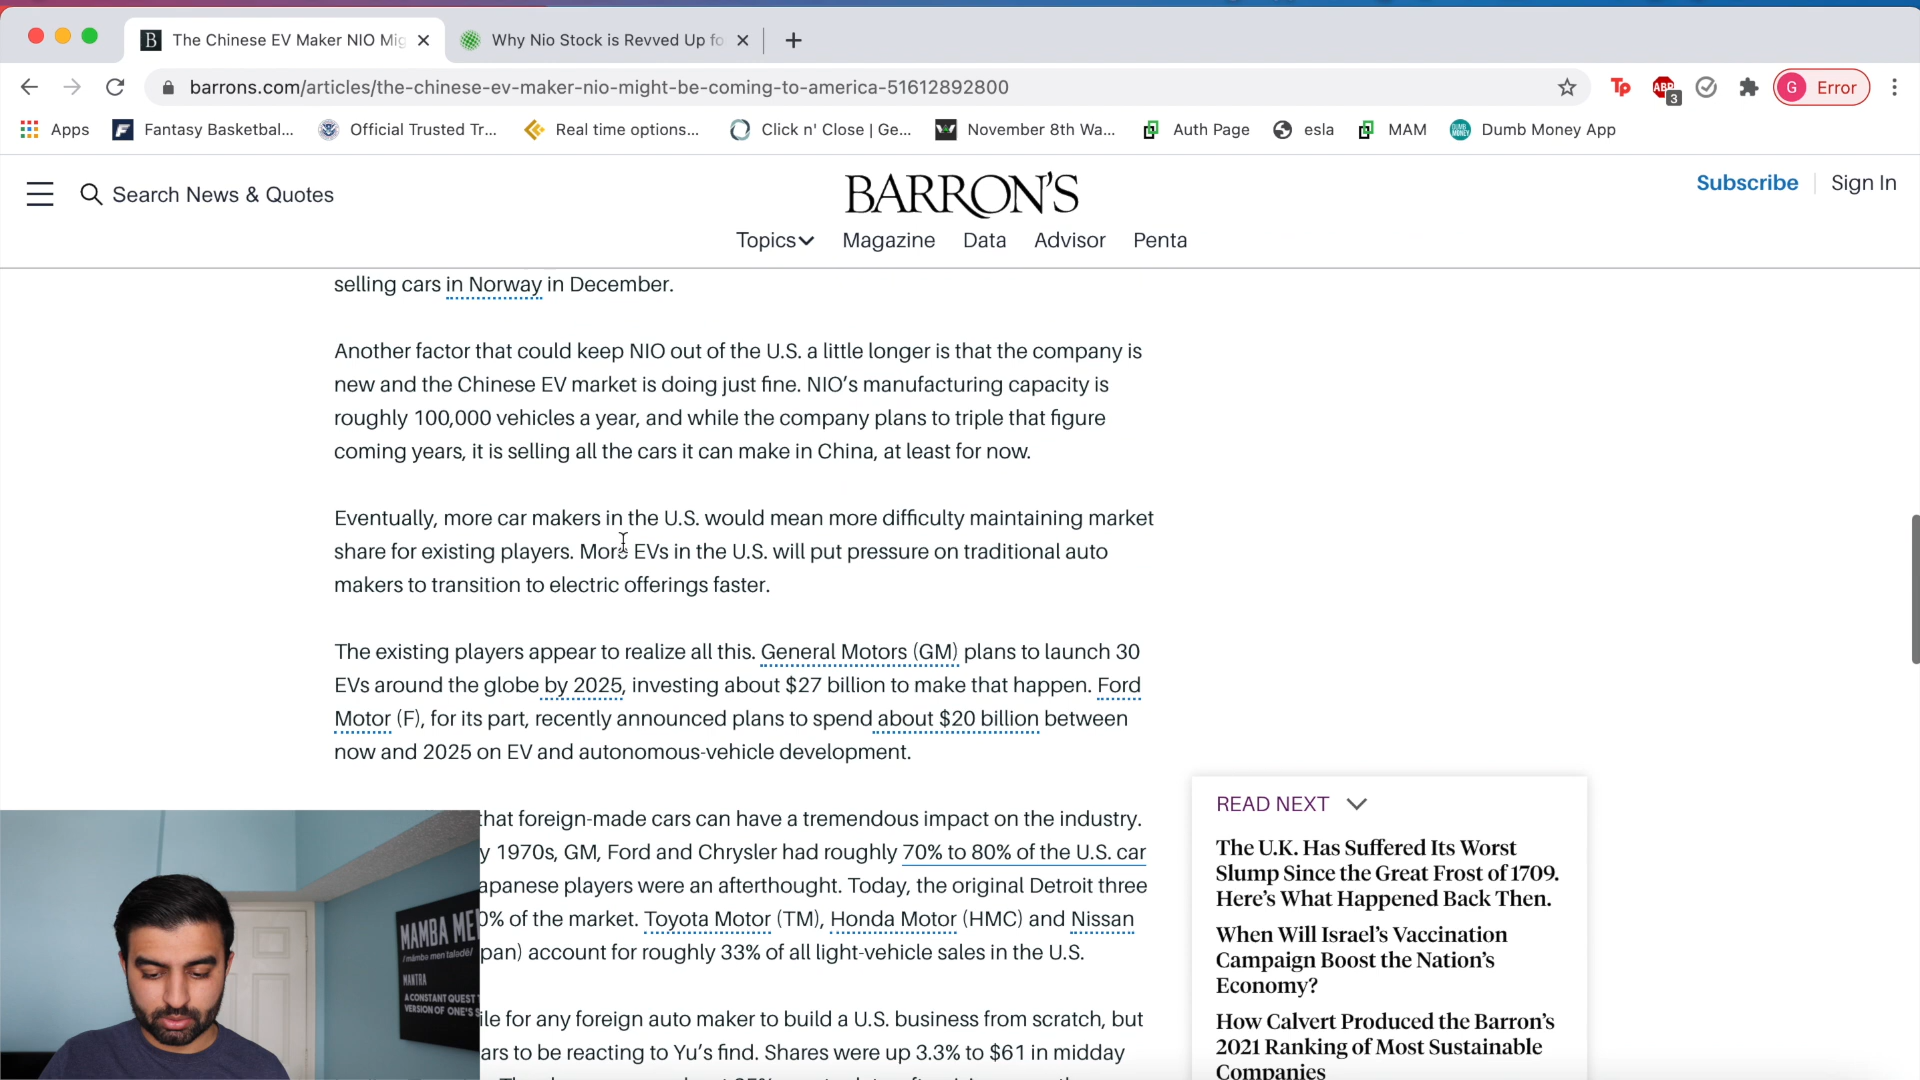 The Chinese EV Maker NIO Mig
Why Nio Stock is Revved Up fo
barrons.com/articles/the-chinese-ev-maker-nio-might-be-coming-to-america-51612892800
Tp
ABP
3
G Error
Apps
Fantasy Basketbal...
Official Trusted Tr...
Real time options...
Click n' Close | Ge...
November 8th Wa...
Auth Page
esla
MAM
Dumb Money App
Search News & Quotes
BARRON'S
Subscribe
Sign In
Topics Magazine Data Advisor Penta
selling cars in Norway in December.
Another factor that could keep NIO out of the U.S. a little longer is that the company is
new and the Chinese EV market is doing just fine. NIO’s manufacturing capacity is
roughly 100,000 vehicles a year, and while the company plans to triple that figure
coming years, it is selling all the cars it can make in China, at least for now.
Eventually, more car makers in the U.S. would mean more difficulty maintaining market
share for existing players. More EVs in the U.S. will put pressure on traditional auto
makers to transition to electric offerings faster.
The existing players appear to realize all this. General Motors (GM) plans to launch 30
EVs around the globe by 2025, investing about $27 billion to make that happen. Ford
Motor (F), for its part, recently announced plans to spend about $20 billion between
now and 2025 on EV and autonomous-vehicle development.
that foreign-made cars can have a tremendous impact on the industry.
y 1970s, GM, Ford and Chrysler had roughly 70% to 80% of the U.S. car
apanese players were an afterthought. Today, the original Detroit three
0% of the market. Toyota Motor (TM), Honda Motor (HMC) and Nissan
pan) account for roughly 33% of all light-vehicle sales in the U.S.
ile for any foreign auto maker to build a U.S. business from scratch, but
ars to be reacting to Yu’s find. Shares were up 3.3% to $61 in midday
READ NEXT
The U.K. Has Suffered Its Worst
Slump Since the Great Frost of 1709.
Here’s What Happened Back Then.
When Will Israel’s Vaccination
Campaign Boost the Nation’s
Economy?
How Calvert Produced the Barron’s
2021 Ranking of Most Sustainable
Companies
MAMBA ME
MANTRA
A CONSTANT QUEST
VERSION OF ONE'S